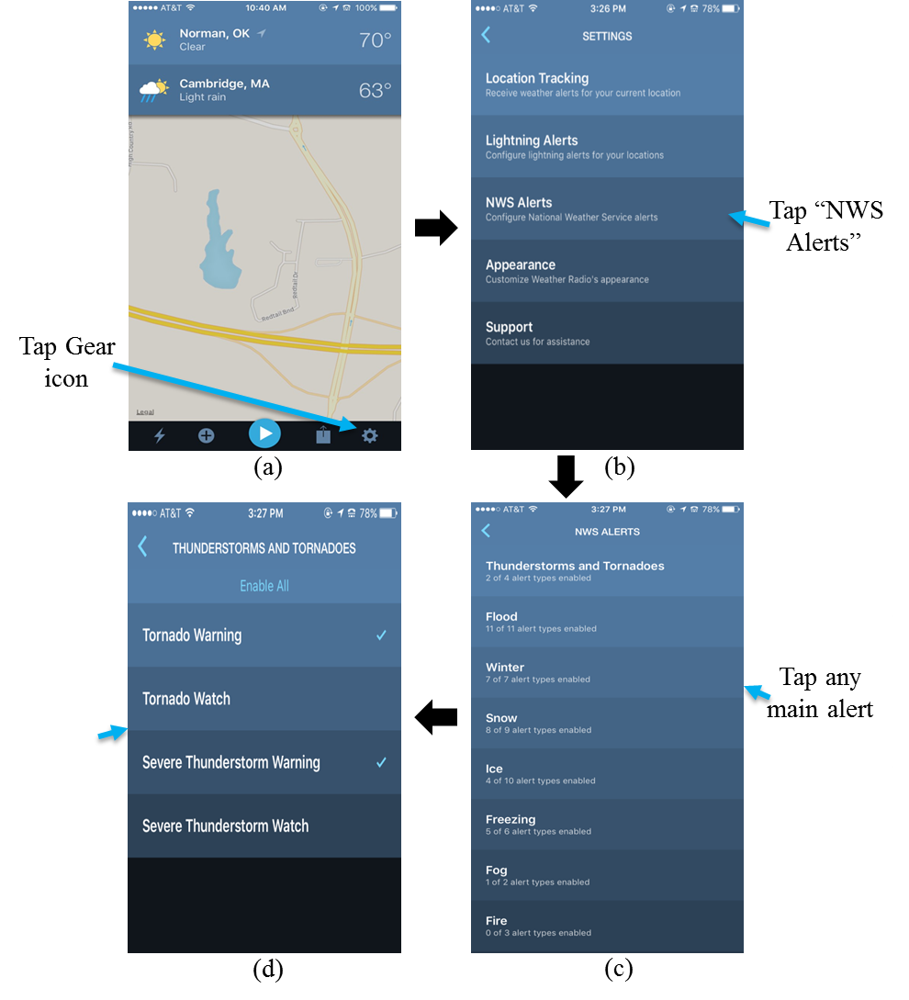 AT&T 10:40 AM 100%
Norman, OK
Clear
70°
Cambridge, MA
Light rain
63°
High Country Rd
Redtail Dr
Redtail Bnd
Legal
Tap Gear
icon
(a)
AT&T 3:26 PM 78%
SETTINGS
Location Tracking
Receive weather alerts for your current location
Lightning Alerts
Configure lightning alerts for your locations
NWS Alerts
Configure National Weather Service alerts
Appearance
Customize Weather Radio's appearance
Support
Contact us for assistance
Tap “NWS
Alerts”
(b)
AT&T 3:27 PM 78%
NWS ALERTS
Thunderstorms and Tornadoes
2 of 4 alert types enabled
Flood
11 of 11 alert types enabled
Winter
7 of 7 alert types enabled
Snow
8 of 9 alert types enabled
Ice
4 of 10 alert types enabled
Freezing
5 of 6 alert types enabled
Fog
1 of 2 alert types enabled
Fire
0 of 3 alert types enabled
Tap any
main alert
(c)
AT&T 3:27 PM 78%
THUNDERSTORMS AND TORNADOES
Enable All
Tornado Warning
Tornado Watch
Severe Thunderstorm Warning
Severe Thunderstorm Watch
(d)